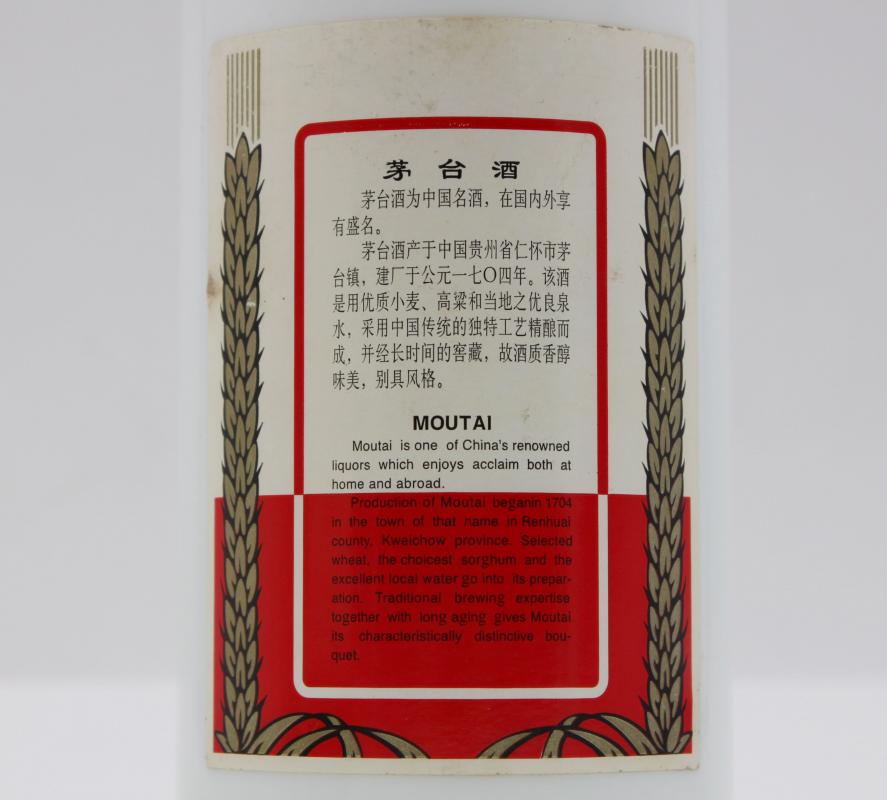 茅台酒
茅台酒为中国名酒，在国内外享
有盛名。
茅台酒产于中国贵州省仁怀市茅
台镇，建厂于公元一七〇四年。该酒
是用优质小麦、高粱和当地之优良泉
水，采用中国传统的独特工艺精酿而
成，并经长时间的窖藏，故酒质香醇
味美，别具风格。
MOUTAI
Moutai is one of China's renowned
liquors which enjoys acclaim both at
home and abroad.
Production of Moutai beganin 1704
in the town of that name in Renhuai
county, Kweichow province. Selected
wheat, the choicest sorghum and the
excellent local water go into its prepar-
ation. Traditional brewing expertise
together with long aging gives Moutai
its characteristically distinctive bou-
quet.